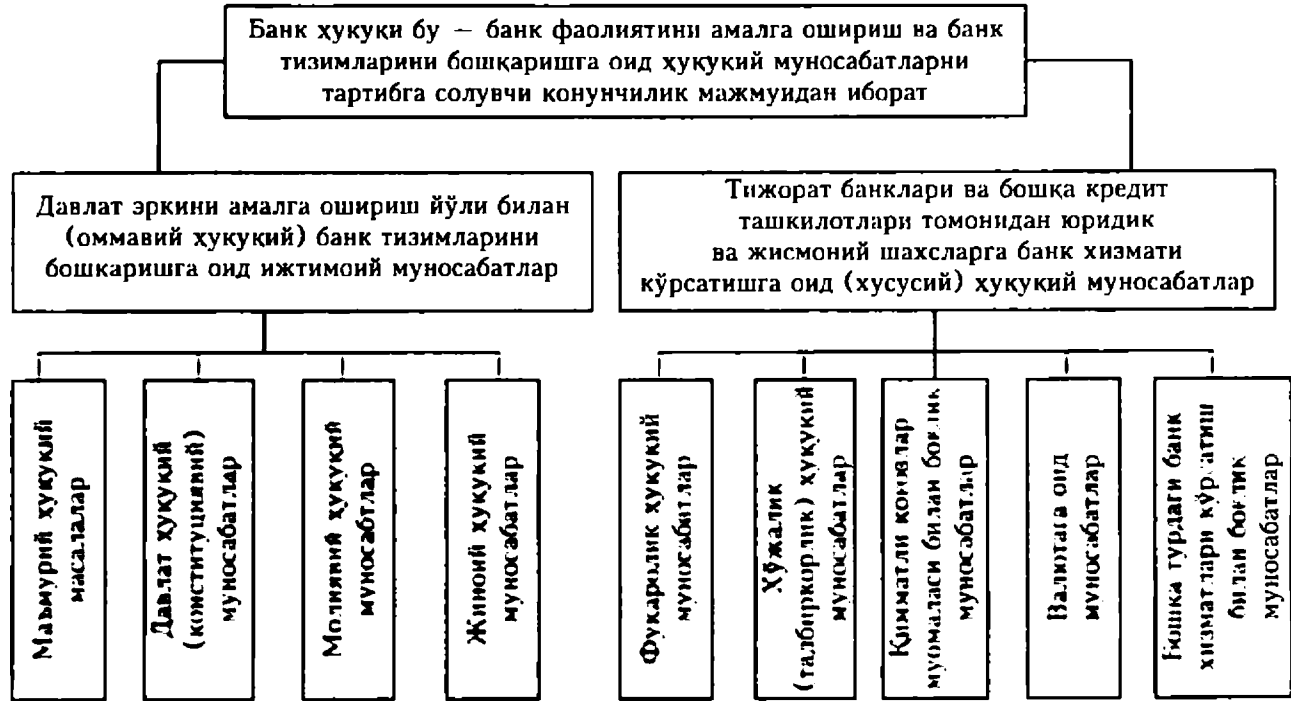 Банк ҳуқуқи бу — банк фаолиятини амалга ошириш ва банк
тизимларини бошқаришга оид ҳуқуқий муносабатларни
тартибга солувчи конунчилик мажмуидан иборат
Давлат эркини амалга ошириш йўли билан
(оммавий ҳуқуқий) банк тизимларини
бошкаришга оид ижтимоий муносабатлар
Тижорат банклари ва бошқа кредит
ташкилотлари томонидан юридик
ва жисмоний шахсларга банк хизмати
кўрсатишга оид (хусусий) ҳуқуқий муносабатлар
Маъмурий ҳуқуқий
масалалар
Давлат ҳуқуқий
(конституциявий)
муносабатлар
Молиявий ҳуқуқий
муносабтлар
Жиноий ҳуқуқий
муносабатлар
Фуқаролик ҳуқуқий
муносабатлар
Хўжалик
(тадбиркорлик) ҳуқуқий
муносабатлар
Қимматли қоғозлар
муомаласи билан боғлиқ
муносабатлар
Валютага оид
муносабатлар
Бошка турдаги банк
хизматлари кўрсатиш
билан боғлиқ
муносабатлар